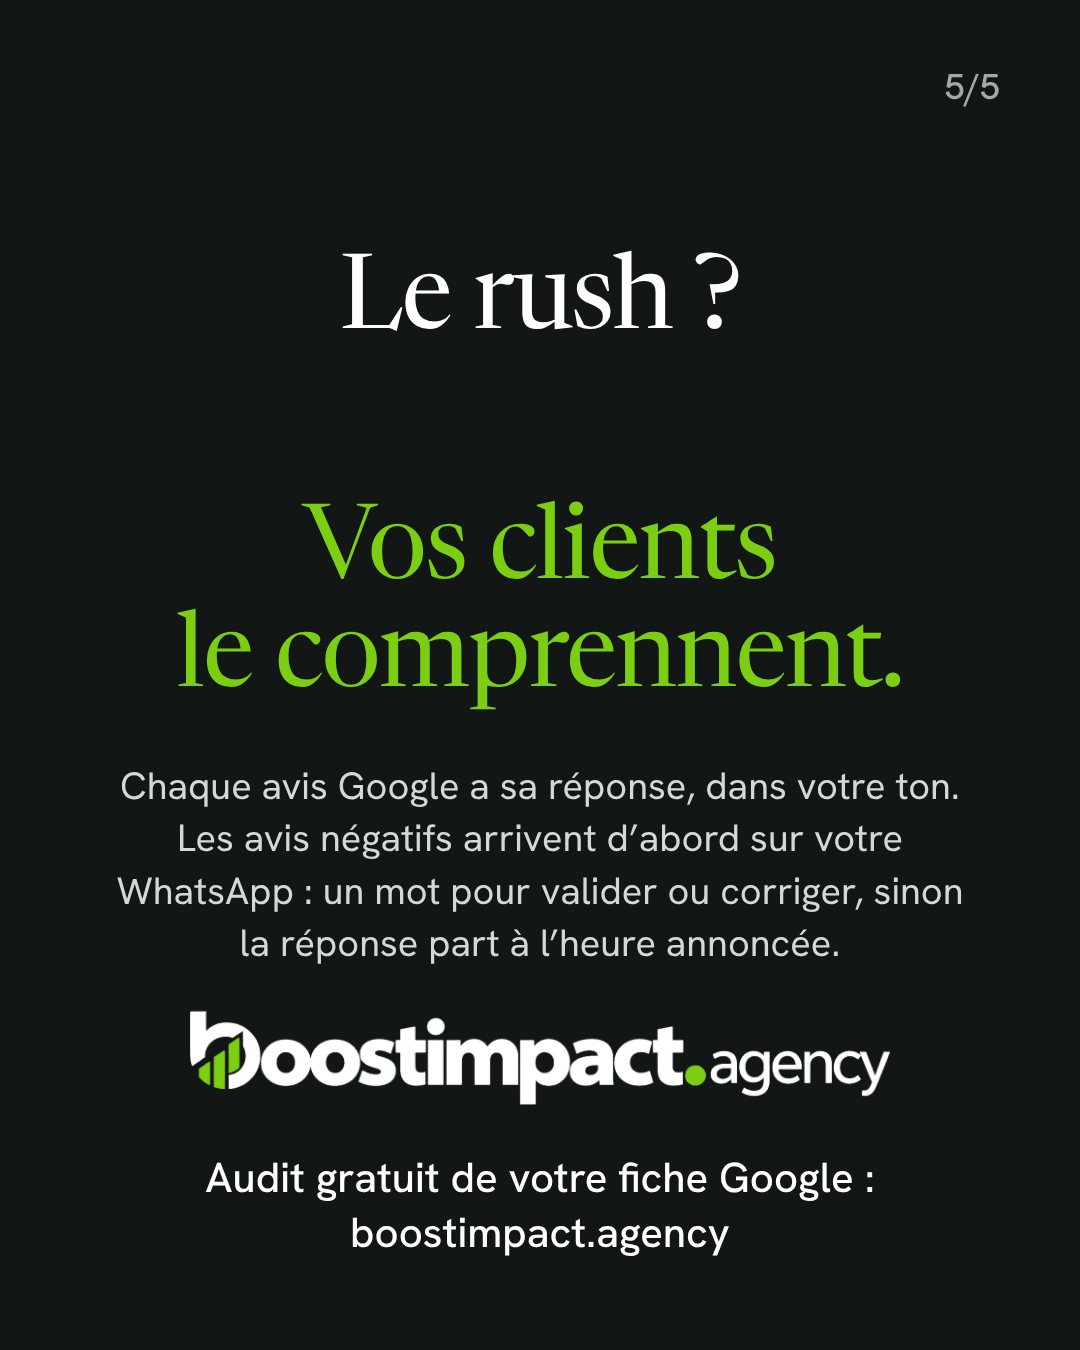 5/5
Le rush ?
Vos clients
le comprennent.
Chaque avis Google a sa réponse, dans votre ton.
Les avis négatifs arrivent d’abord sur votre
WhatsApp : un mot pour valider ou corriger, sinon
la réponse part à l’heure annoncée.
boostimpact.agency
Audit gratuit de votre fiche Google :
boostimpact.agency